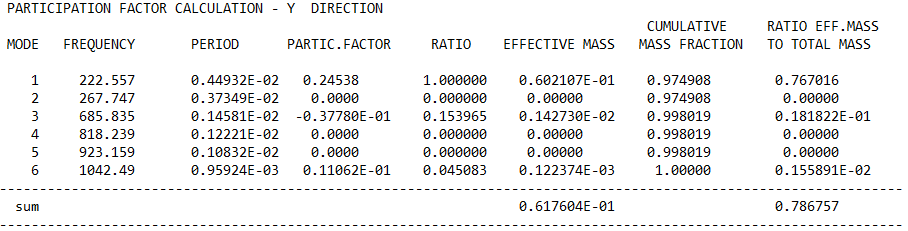 PARTICIPATION FACTOR CALCULATION - Y  DIRECTION
CUMULATIVE RATIO EFF.MASS
MODE FREQUENCY PERIOD PARTIC.FACTOR RATIO EFFECTIVE MASS MASS FRACTION TO TOTAL MASS
1 222.557 0.44932E-02 0.24538 1.000000 0.602107E-01 0.974908 0.767016
2 267.747 0.37349E-02 0.0000 0.000000 0.00000 0.974908 0.00000
3 685.835 0.14581E-02 -0.37780E-01 0.153965 0.142730E-02 0.998019 0.181822E-01
4 818.239 0.12221E-02 0.0000 0.000000 0.00000 0.998019 0.00000
5 923.159 0.10832E-02 0.0000 0.000000 0.00000 0.998019 0.00000
6 1042.49 0.95924E-03 0.11062E-01 0.045083 0.122374E-03 1.00000 0.155891E-02
sum 0.617604E-01 0.786757